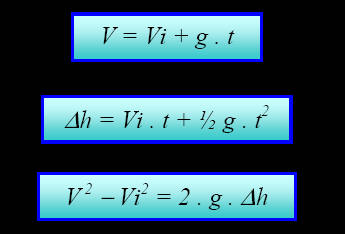 V = Vi + g . t
Δh = Vi . t + ½ g . t²
V² – Vi² = 2 . g . Δh